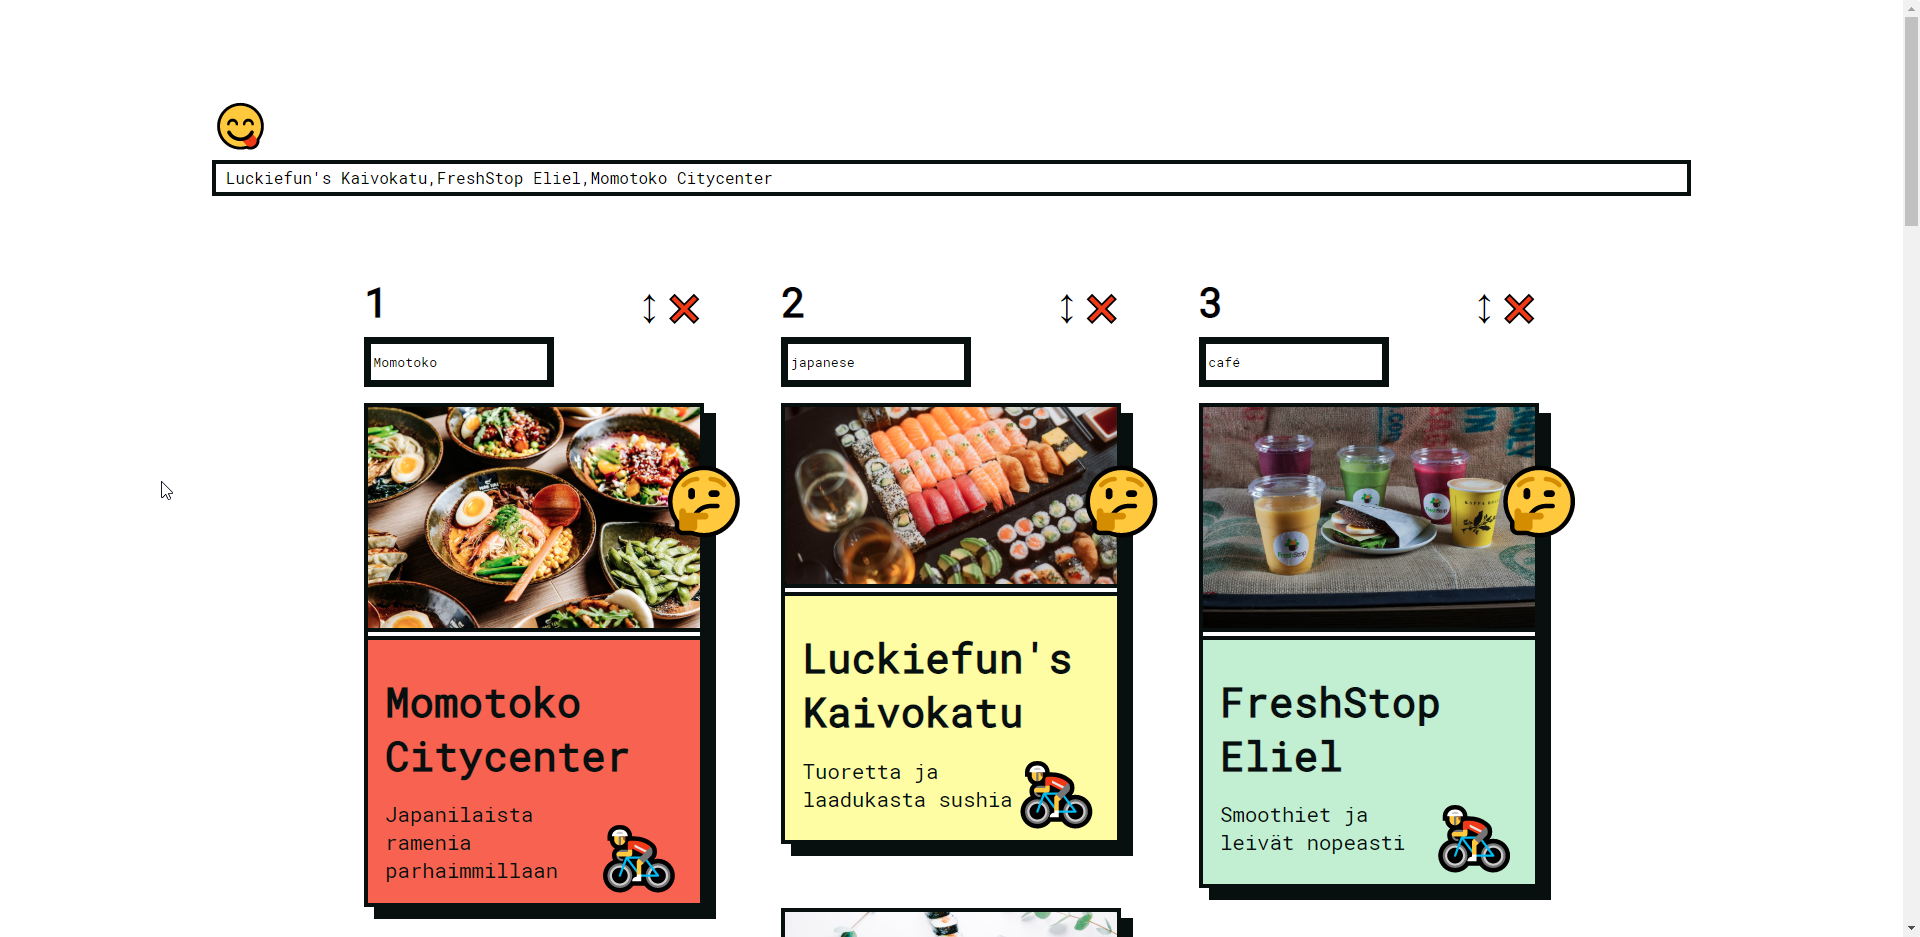 Luckiefun's Kaivokatu,FreshStop Eliel,Momotoko Citycenter
1
2
3
Momotoko
japanese
café
Momotoko
Citycenter
Japanilaista
ramenia
parhaimmillaan
Luckiefun's
Kaivokatu
Tuoretta ja
laadukasta sushia
FreshStop
Eliel
Smoothiet ja
leivät nopeasti